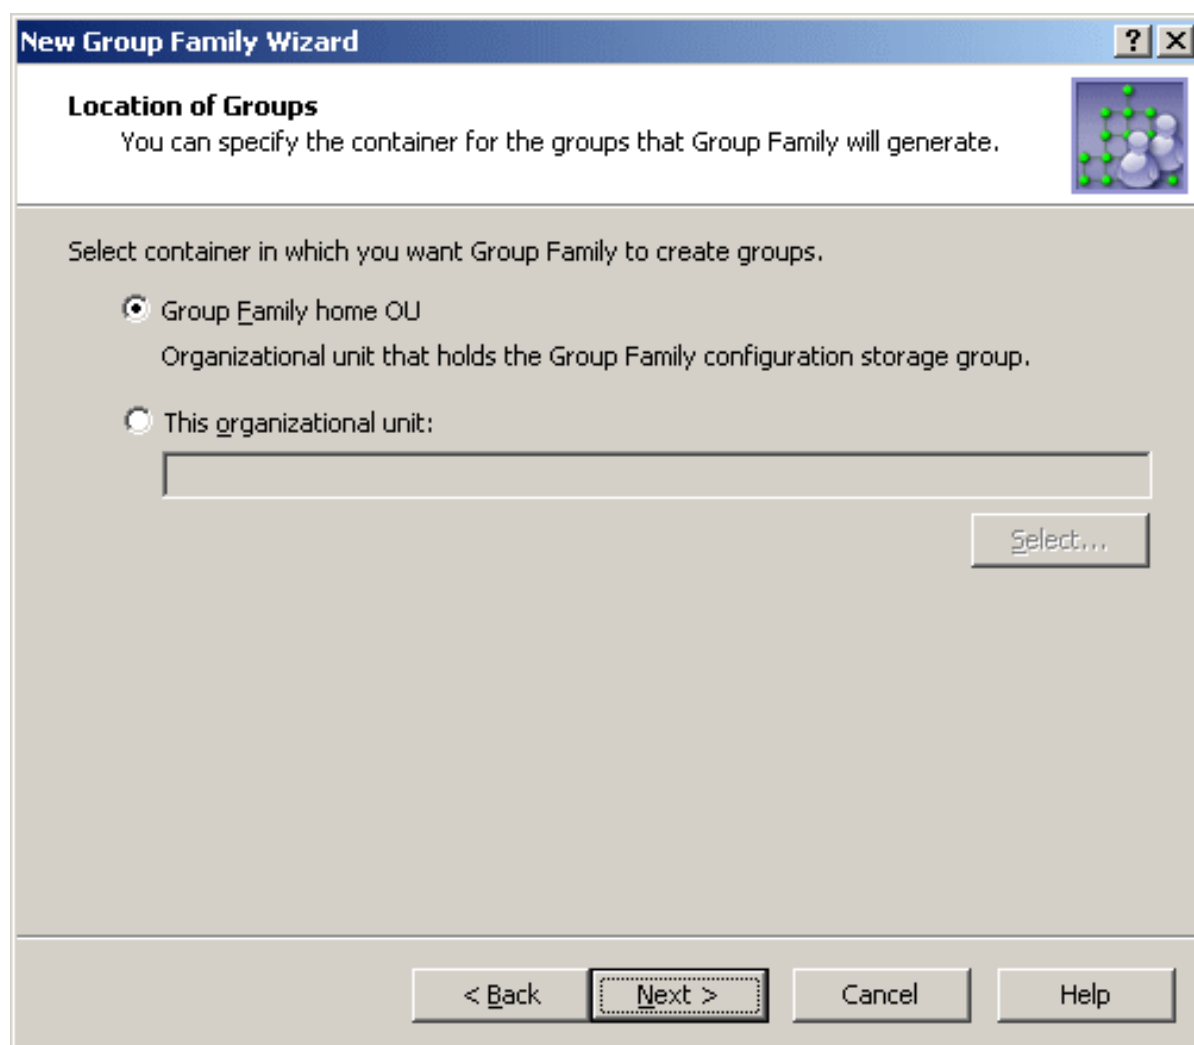 New Group Family Wizard
Location of Groups
You can specify the container for the groups that Group Family will generate.
Select container in which you want Group Family to create groups.
Group Family home OU
Organizational unit that holds the Group Family configuration storage group.
This organizational unit:
Select...
< Back
Next >
Cancel
Help